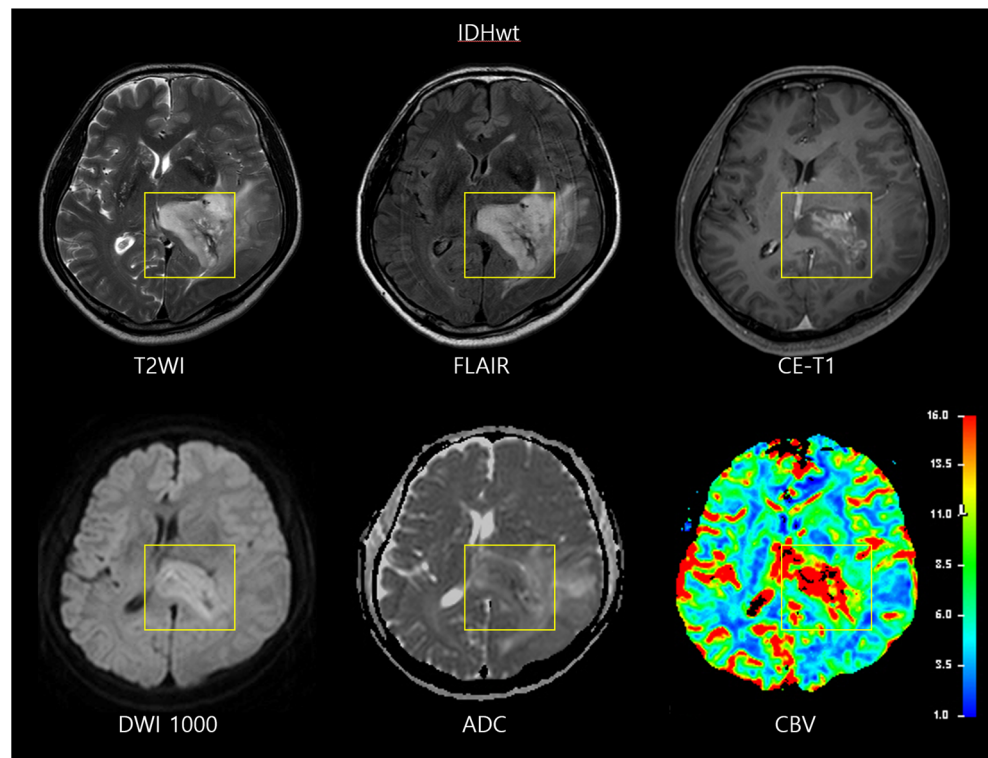 IDHwt
T2WI
FLAIR
CE-T1
16.0
13.5
11.0
8.5
6.0
3.5
1.0
DWI 1000
ADC
CBV